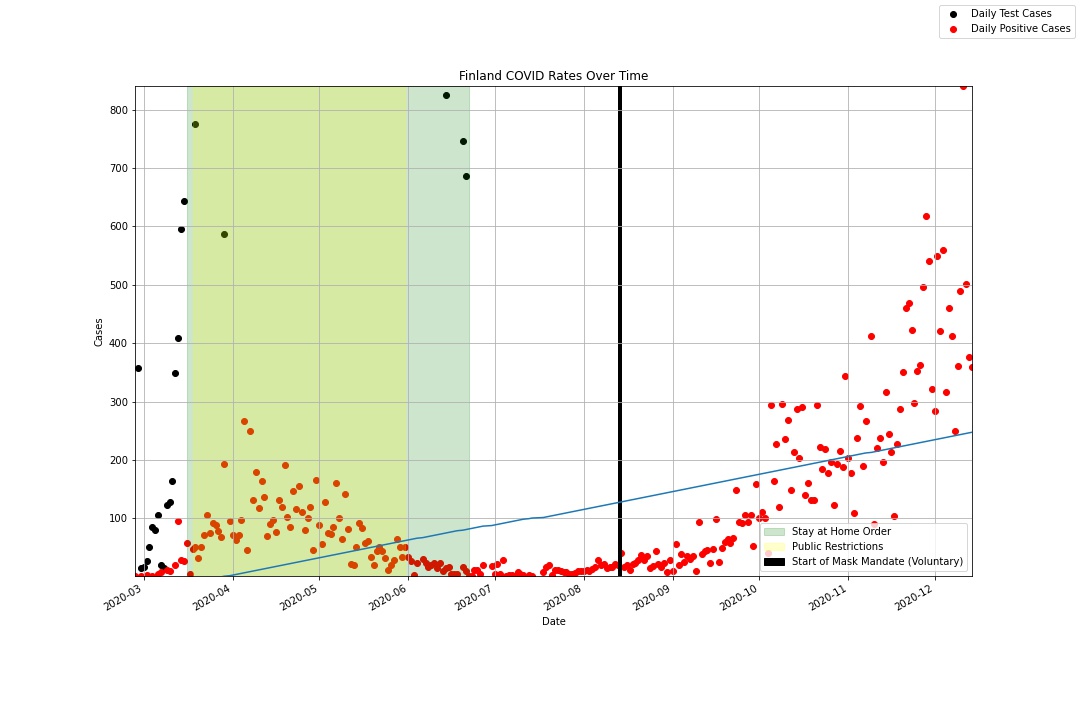 Daily Test Cases
Daily Positive Cases
Finland COVID Rates Over Time
800
700
600
500
400
300
200
100
Cases
Stay at Home Order
Public Restrictions
Start of Mask Mandate (Voluntary)
2020-03
2020-04
2020-05
2020-06
2020-07
2020-08
2020-09
2020-10
2020-11
2020-12
Date